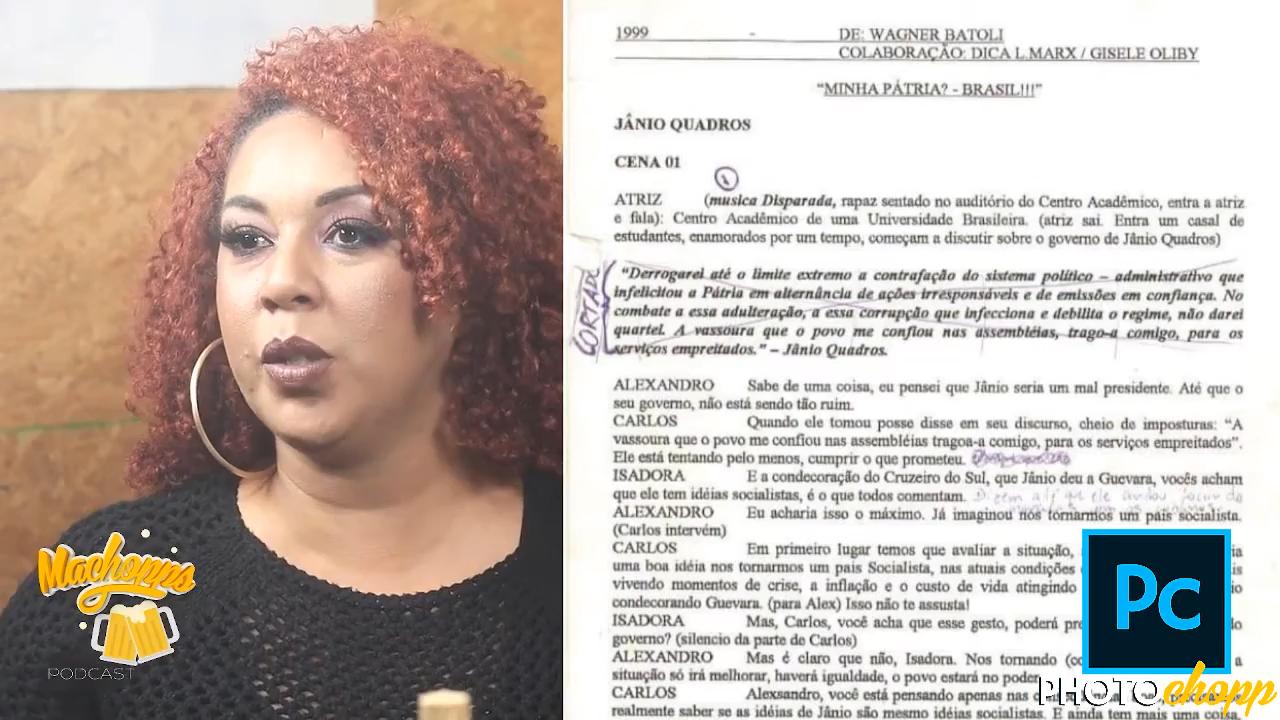 1999 - DE: WAGNER BATOLI
COLABORAÇÃO: DICA L.MARX / GISELE OLIBY
“MINHA PÁTRIA? - BRASIL!!!”
JÂNIO QUADROS
CENA 01
1
ATRIZ (musica Disparada, rapaz sentado no auditório do Centro Acadêmico, entra a atriz
e fala): Centro Acadêmico de uma Universidade Brasileira. (atriz sai. Entra um casal de
estudantes, enamorados por um tempo, começam a discutir sobre o governo de Jânio Quadros)
CORTADO
“Derrogarei até o limite extremo a contrafação do sistema político – administrativo que
infelicitou a Pátria em alternância de ações irresponsáveis e de emissões em confiança. No
combate a essa adulteração, a essa corrupção que infecciona e debilita o regime, não darei
quartel. A vassoura que o povo me confiou nas assembléias, trago-a comigo, para os
serviços empreitados.” – Jânio Quadros.
ALEXANDRO Sabe de uma coisa, eu pensei que Jânio seria um mal presidente. Até que o
seu governo, não está sendo tão ruim.
CARLOS Quando ele tomou posse disse em seu discurso, cheio de imposturas: “A
vassoura que o povo me confiou nas assembléias tragoa-a comigo, para os serviços empreitados”.
Ele está tentando pelo menos, cumprir o que prometeu.
ISADORA E a condecoração do Cruzeiro do Sul, que Jânio deu a Guevara, vocês acham
que ele tem idéias socialistas, é o que todos comentam. Dizem até que ele andou
ALEXANDRO Eu acharia isso o máximo. Já imaginou nós tornarmos um país socialista.
(Carlos intervém)
CARLOS Em primeiro lugar temos que avaliar a situação,
uma boa idéia nos tornarmos um país Socialista, nas atuais condições
vivendo momentos de crise, a inflação e o custo de vida atingindo
condecorando Guevara. (para Alex) Isso não te assusta!
ISADORA Mas, Carlos, você acha que esse gesto, poderá
governo? (silencio da parte de Carlos)
ALEXANDRO Mas é claro que não, Isadora. Nos tornando
situação só irá melhorar, haverá igualdade, o povo estará no poder
CARLOS Alexsandro, você está pensando apenas nas
realmente saber se as idéias de Jânio são mesmo idéias socialistas. E ainda tem mais uma coisa,
Machopps
PODCAST
Pc
PHOTO chopp